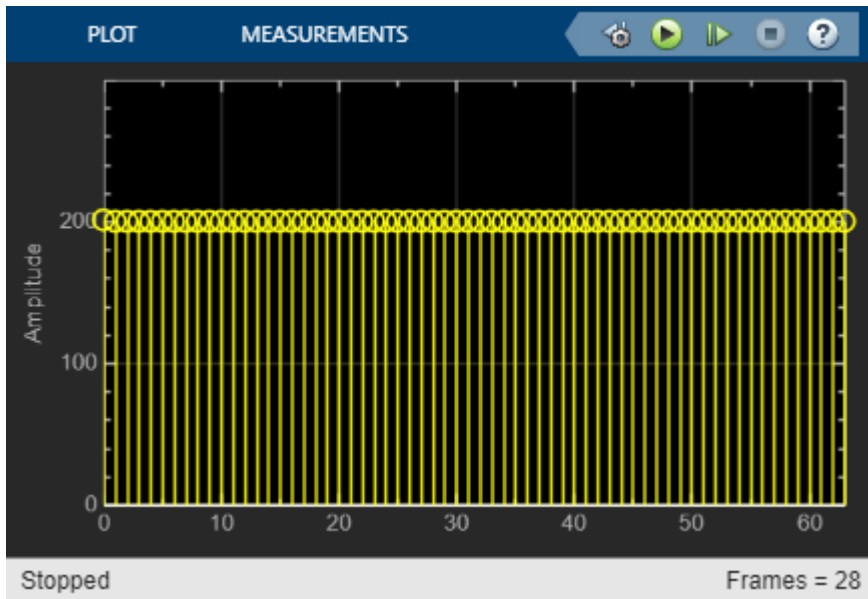 PLOT MEASUREMENTS ?
200
Amplitude
100
0
0 10 20 30 40 50 60
Stopped Frames = 28